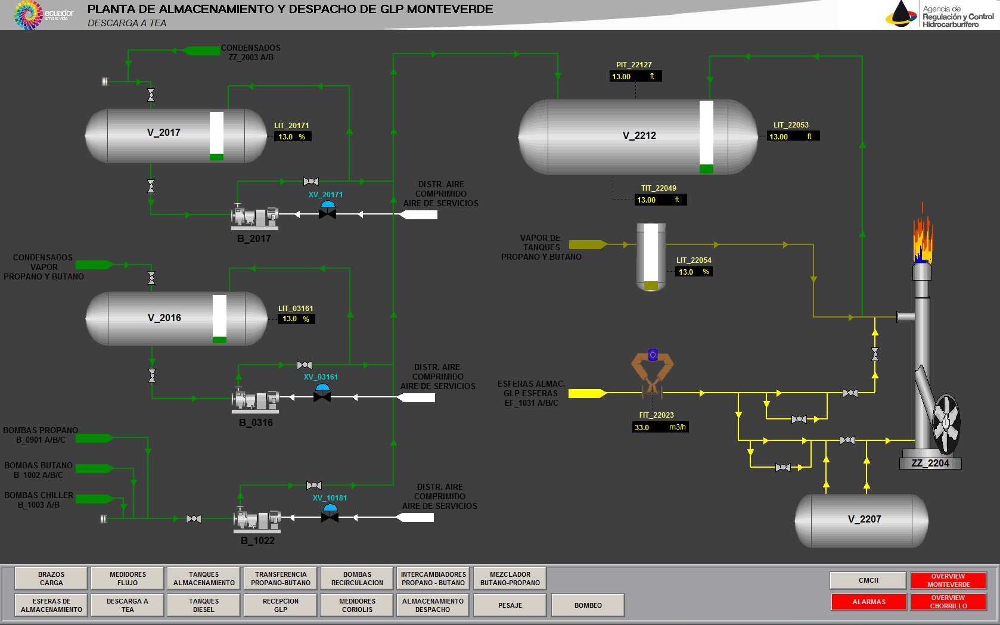 ecuador
ama la vida
PLANTA DE ALMACENAMIENTO Y DESPACHO DE GLP MONTEVERDE
DESCARGA A TEA
Agencia de
Regulación y Control
Hidrocarburífero
CONDENSADOS
ZZ_2003 A/B
V_2017
LIT_20171
13.0 %
XV_20171
DISTR. AIRE
COMPRIMIDO
AIRE DE SERVICIOS
B_2017
CONDENSADOS
VAPOR
PROPANO Y BUTANO
V_2016
LIT_03161
13.0 %
XV_03161
DISTR. AIRE
COMPRIMIDO
AIRE DE SERVICIOS
B_0316
BOMBAS PROPANO
B_0901 A/B/C
BOMBAS BUTANO
B_1002 A/B/C
BOMBAS CHILLER
B_1003 A/B
XV_10181
DISTR. AIRE
COMPRIMIDO
AIRE DE SERVICIOS
B_1022
PIT_22127
13.00 ft
V_2212
LIT_22053
13.00 ft
TIT_22049
13.00 ft
VAPOR DE
TANQUES
PROPANO Y BUTANO
LIT_22054
13.0 %
ESFERAS ALMAC.
GLP ESFERAS
EF_1031 A/B/C
FIT_22023
33.0 m3/h
ZZ_2204
V_2207
BRAZOS
CARGA
MEDIDORES
FLUJO
TANQUES
ALMACENAMIENTO
TRANSFERENCIA
PROPANO-BUTANO
BOMBAS
RECIRCULACION
INTERCAMBIADORES
PROPANO - BUTANO
MEZCLADOR
BUTANO-PROPANO
CMCH
OVERVIEW
MONTEVERDE
ESFERAS DE
ALMACENAMIENTO
DESCARGA A
TEA
TANQUES
DIESEL
RECEPCION
GLP
MEDIDORES
CORIOLIS
ALMACENAMIENTO
DESPACHO
PESAJE
BOMBEO
ALARMAS
OVERVIEW
CHORRILLO